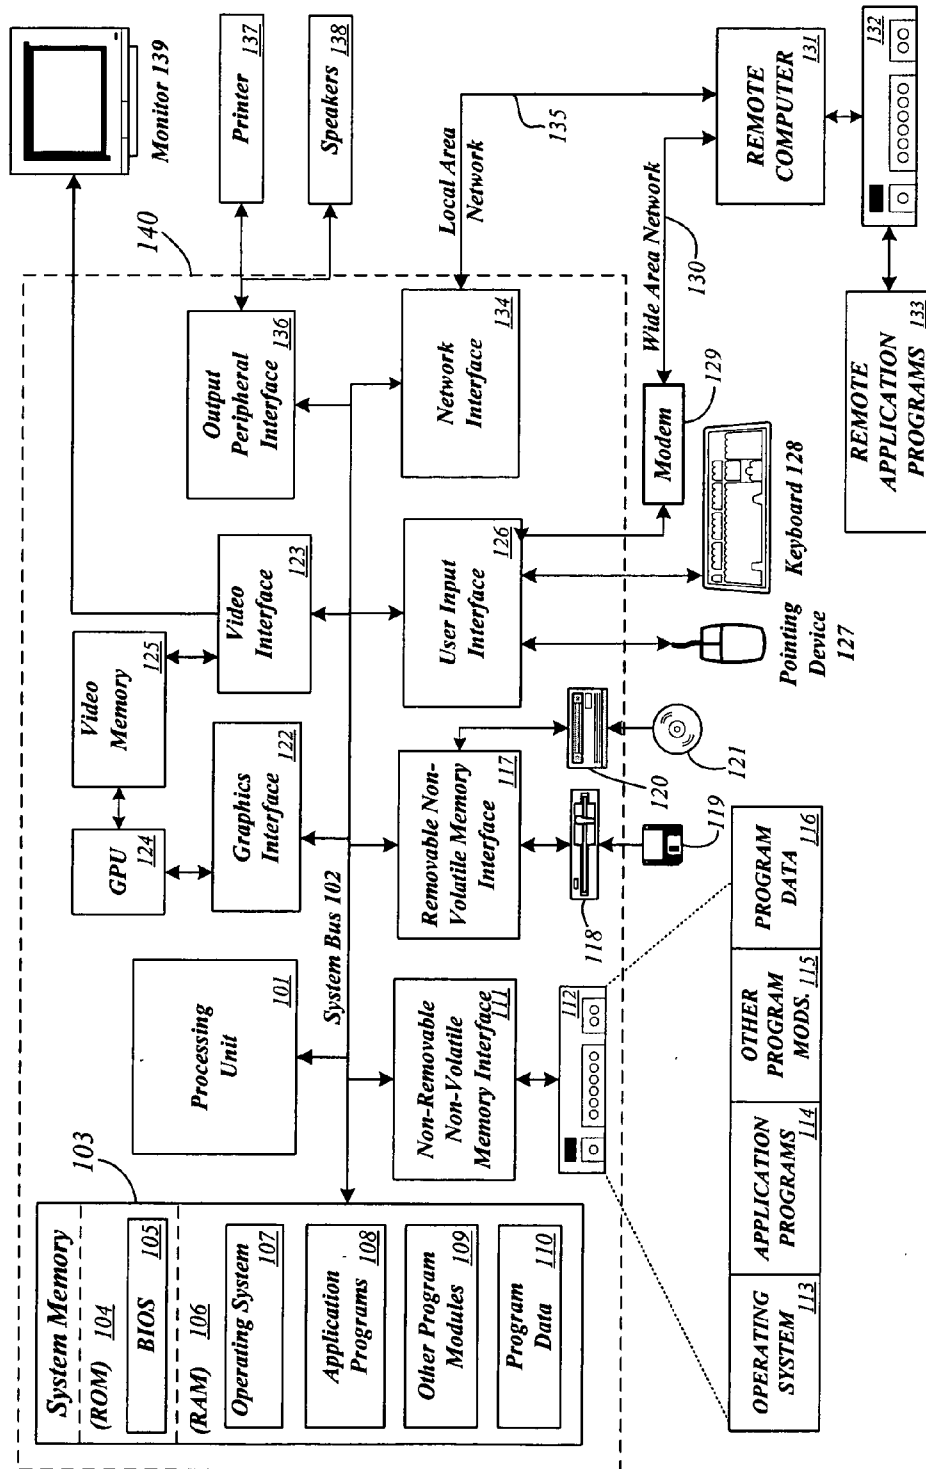 System Memory
(ROM) 104
BIOS 105
(RAM) 106
Operating System 107
Application
Programs 108
Other Program
Modules 109
Program
Data 110
103
Processing
Unit 101
GPU
124
Video
Memory 125
Graphics
Interface 122
Video
Interface 123
Output
Peripheral 136
Interface
140
Monitor 139
Printer
137
Speakers
138
System Bus 102
Non-Removable
Non-Volatile
Memory Interface 111
Removable Non-
Volatile Memory 117
Interface
User Input
Interface 126
Network
Interface 134
Local Area
Network
135
112
118
119
120
121
Pointing
Device
127
Keyboard 128
Modem
129
Wide Area Network
130
REMOTE
COMPUTER 131
132
REMOTE
APPLICATION
PROGRAMS 133
OPERATING
SYSTEM 113
APPLICATION
PROGRAMS 114
OTHER
PROGRAM
MODS. 115
PROGRAM
DATA 116